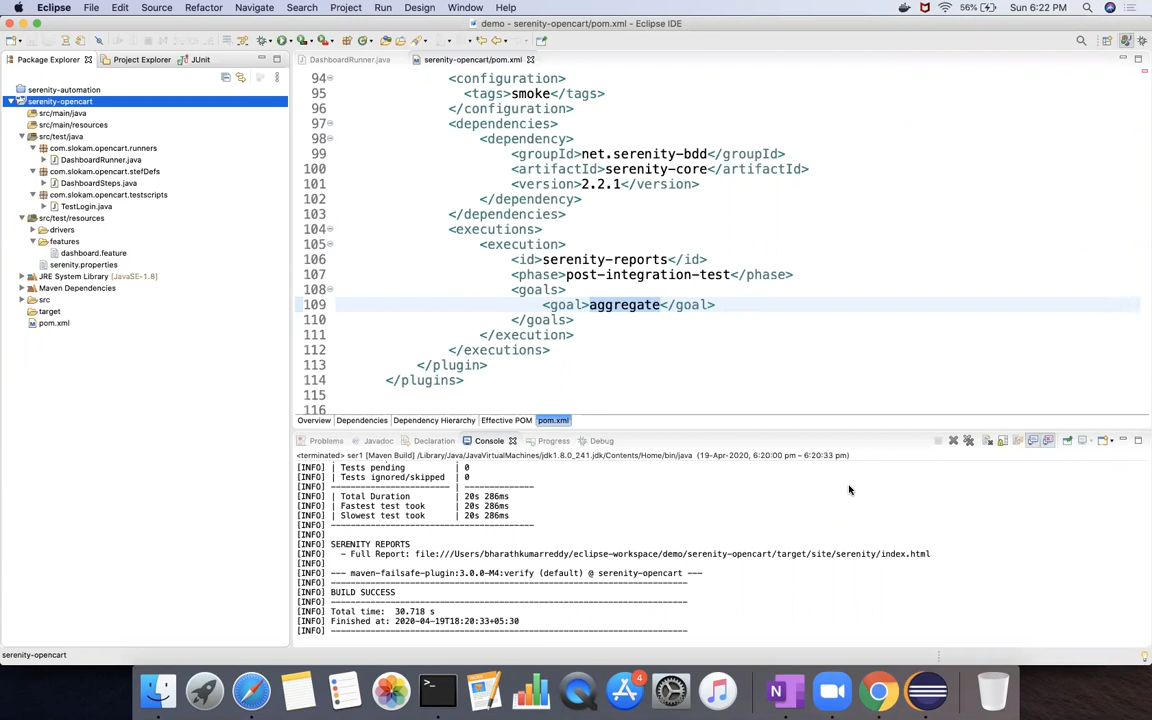 Eclipse File Edit Source Refactor Navigate Search Project Run Design Window Help 56% Sun 6:22 PM
demo - serenity-opencart/pom.xml - Eclipse IDE
Package Explorer Project Explorer JUnit
DashboardRunner.java serenity-opencart/pom.xml
serenity-automation
serenity-opencart
src/main/java
src/main/resources
src/test/java
com.slokam.opencart.runners
DashboardRunner.java
com.slokam.opencart.stefDefs
DashboardSteps.java
com.slokam.opencart.testscripts
TestLogin.java
src/test/resources
drivers
features
dashboard.feature
serenity.properties
JRE System Library [JavaSE-1.8]
Maven Dependencies
src
target
pom.xml
94 <configuration>
95 <tags>smoke</tags>
96 </configuration>
97 <dependencies>
98 <dependency>
99 <groupId>net.serenity-bdd</groupId>
100 <artifactId>serenity-core</artifactId>
101 <version>2.2.1</version>
102 </dependency>
103 </dependencies>
104 <executions>
105 <execution>
106 <id>serenity-reports</id>
107 <phase>post-integration-test</phase>
108 <goals>
109 <goal>aggregate</goal>
110 </goals>
111 </execution>
112 </executions>
113 </plugin>
114 </plugins>
115
116
Overview Dependencies Dependency Hierarchy Effective POM pom.xml
Problems Javadoc Declaration Console Progress Debug
<terminated> ser1 [Maven Build] /Library/Java/JavaVirtualMachines/jdk1.8.0_241.jdk/Contents/Home/bin/java (19-Apr-2020, 6:20:00 pm – 6:20:33 pm)
[INFO] | Tests pending | 0
[INFO] | Tests ignored/skipped | 0
[INFO] ------------------------- | ---------------
[INFO] | Total Duration | 20s 286ms
[INFO] | Fastest test took | 20s 286ms
[INFO] | Slowest test took | 20s 286ms
[INFO] -------------------------------------------
[INFO]
[INFO] SERENITY REPORTS
[INFO] - Full Report: file:///Users/bharathkumarreddy/eclipse-workspace/demo/serenity-opencart/target/site/serenity/index.html
[INFO]
[INFO] --- maven-failsafe-plugin:3.0.0-M4:verify (default) @ serenity-opencart ---
[INFO] ------------------------------------------------------------------------
[INFO] BUILD SUCCESS
[INFO] ------------------------------------------------------------------------
[INFO] Total time: 30.718 s
[INFO] Finished at: 2020-04-19T18:20:33+05:30
[INFO] ------------------------------------------------------------------------
serenity-opencart
4